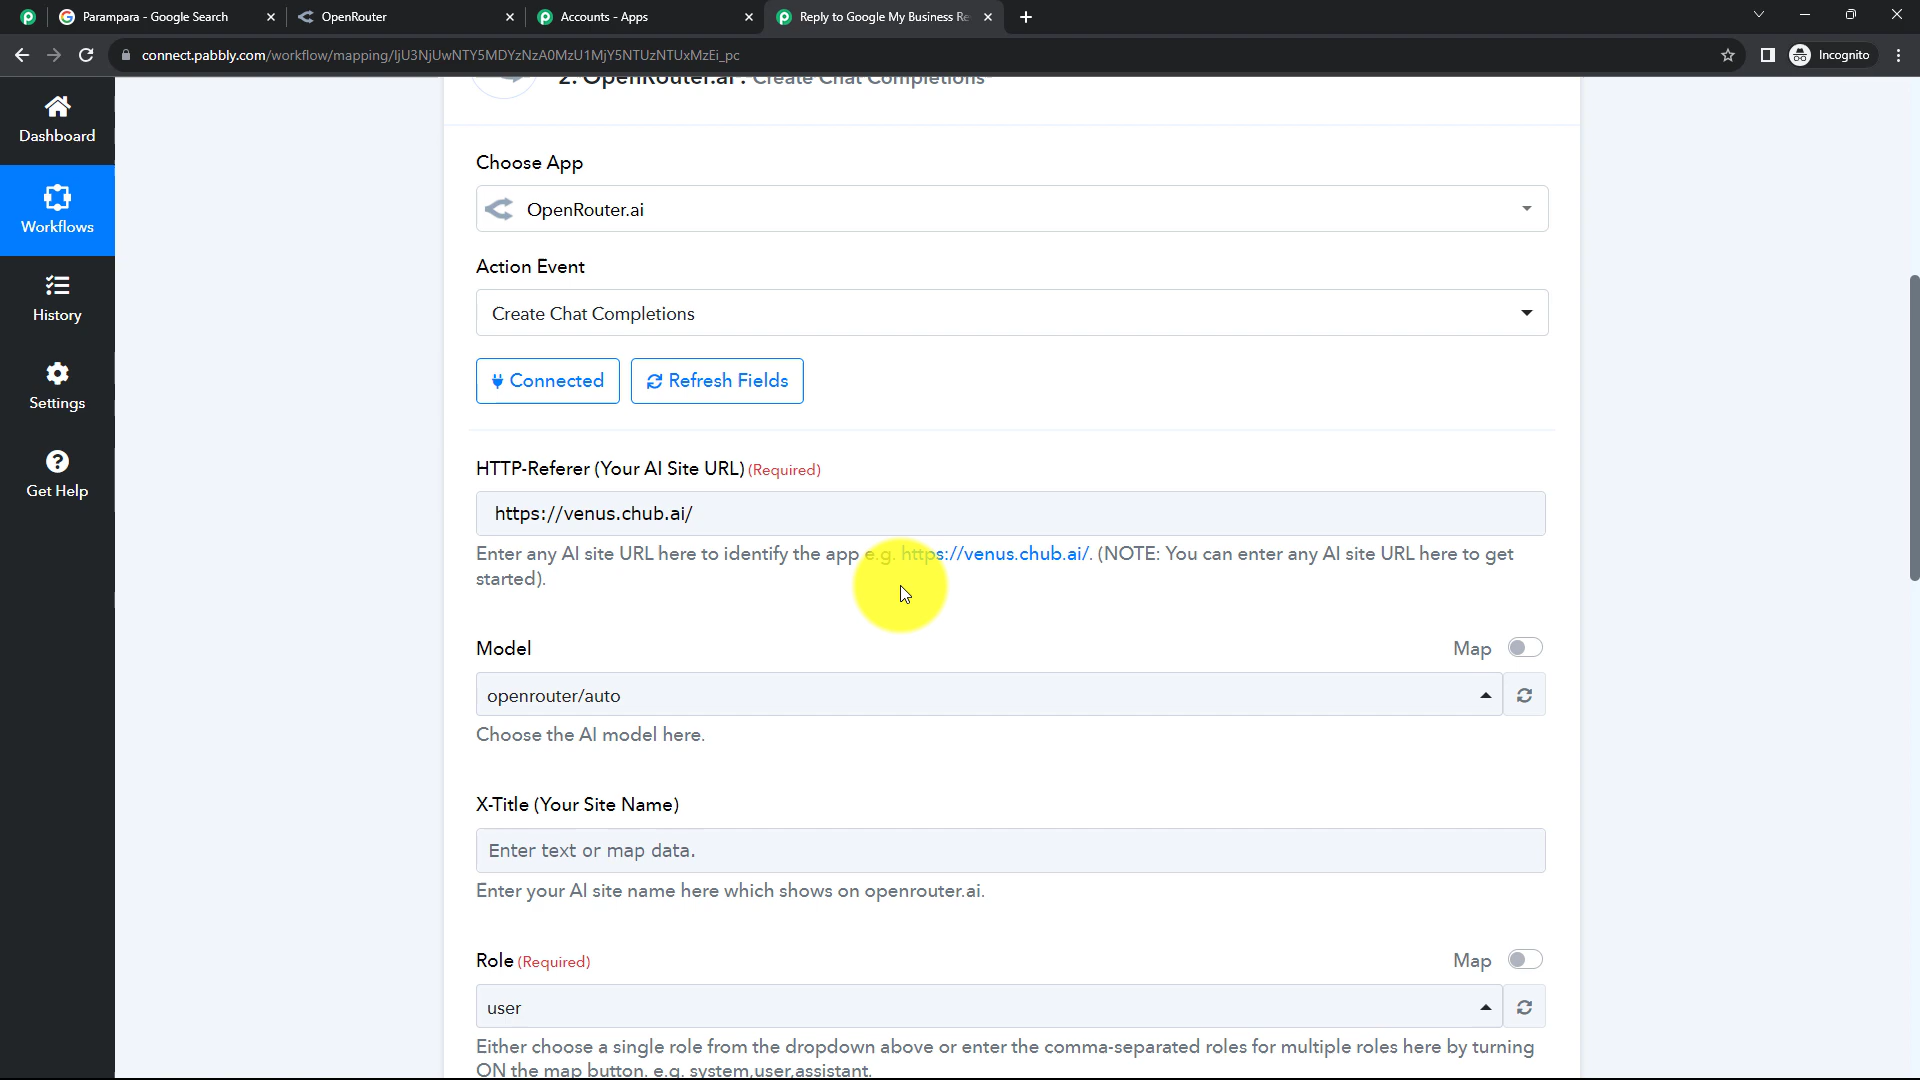 Parampara - Google Search
OpenRouter
Accounts - Apps
Reply to Google My Business Re
connect.pabbly.com/workflow/mapping/IjU3NjUwNTY5MDYzNzA0MzU1MjY5NTUzNTUxMzEi_pc
Incognito
2. OpenRouter.ai : Create Chat Completions
Dashboard
Workflows
History
Settings
Get Help
Choose App
OpenRouter.ai
Action Event
Create Chat Completions
Connected
Refresh Fields
HTTP-Referer (Your AI Site URL) (Required)
https://venus.chub.ai/
Enter any AI site URL here to identify the app e.g. https://venus.chub.ai/. (NOTE: You can enter any AI site URL here to get
started).
Model
Map
openrouter/auto
Choose the AI model here.
X-Title (Your Site Name)
Enter text or map data.
Enter your AI site name here which shows on openrouter.ai.
Role (Required)
Map
user
Either choose a single role from the dropdown above or enter the comma-separated roles for multiple roles here by turning
ON the map button. e.g. system,user,assistant.